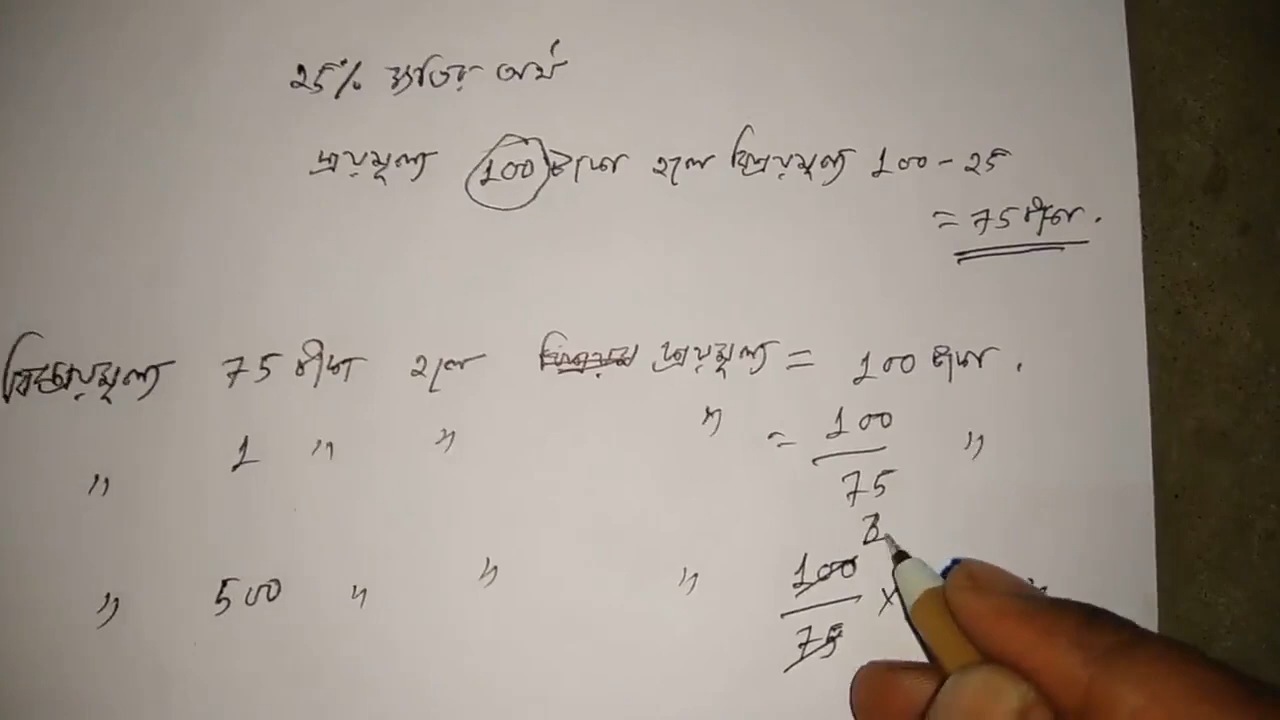 25% ক্ষতির অর্থ
ক্রয়মূল্য 100 টাকা হলে বিক্রয়মূল্য 100 - 25
= 75 টাকা.
বিক্রয়মূল্য 75 টাকা হলে ক্রয়মূল্য = 100 টাকা.
" 1 " " " = 100/75 "
" 500 " " " 100/75 ×